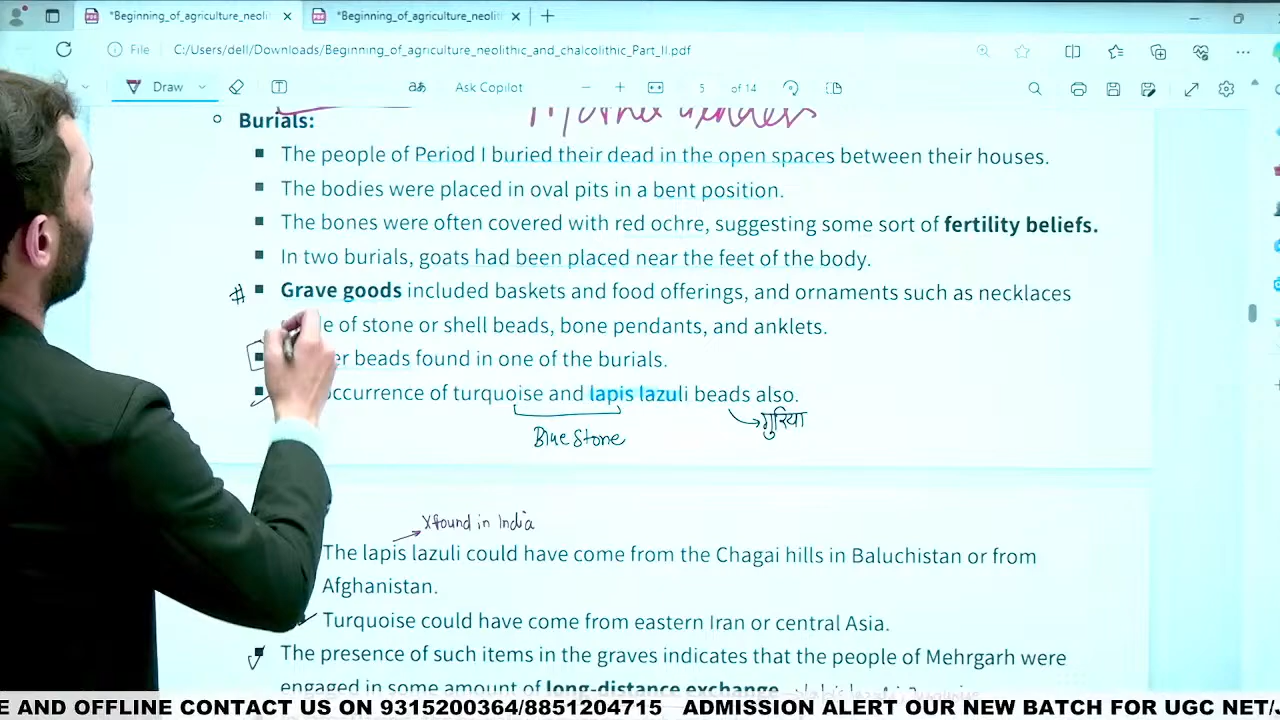 *Beginning_of_agriculture_neoli
*Beginning_of_agriculture_neolit
File C:/Users/dell/Downloads/Beginning_of_agriculture_neolithic_and_chalcolithic_Part_II.pdf
Draw aあ Ask Copilot 5 of 14
Burials:
The people of Period I buried their dead in the open spaces between their houses.
The bodies were placed in oval pits in a bent position.
The bones were often covered with red ochre, suggesting some sort of fertility beliefs.
In two burials, goats had been placed near the feet of the body.
# Grave goods included baskets and food offerings, and ornaments such as necklaces
of stone or shell beads, bone pendants, and anklets.
beads found in one of the burials.
occurrence of turquoise and lapis lazuli beads also.
गुरिया
Blue Stone
X found in India
The lapis lazuli could have come from the Chagai hills in Baluchistan or from
Afghanistan.
Turquoise could have come from eastern Iran or central Asia.
The presence of such items in the graves indicates that the people of Mehrgarh were
engaged in some amount of long-distance exchange
E AND OFFLINE CONTACT US ON 9315200364/8851204715 ADMISSION ALERT OUR NEW BATCH FOR UGC NET/